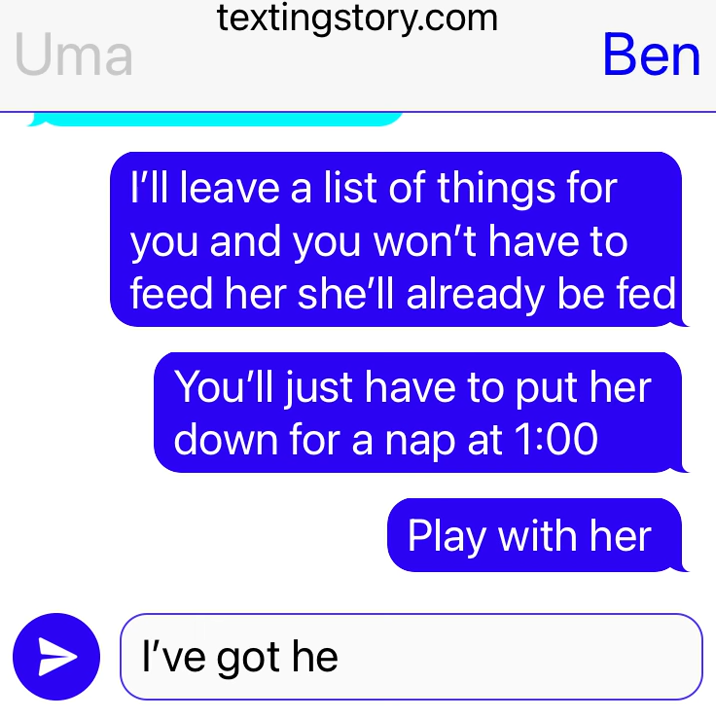 textingstory.com
Uma
Ben
I’ll leave a list of things for
you and you won’t have to
feed her she’ll already be fed
You’ll just have to put her
down for a nap at 1:00
Play with her
I’ve got he